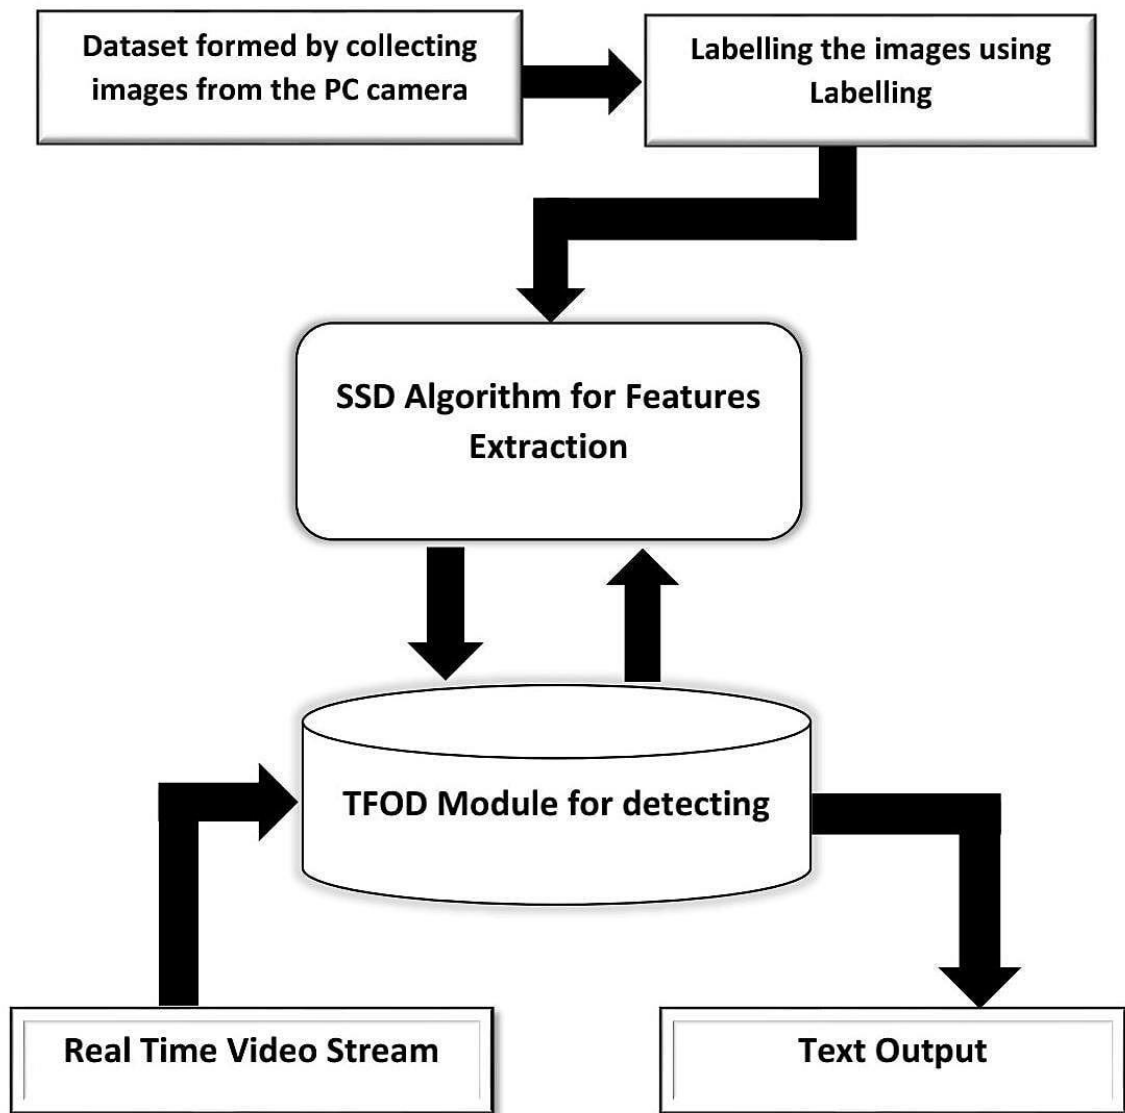 Dataset formed by collecting
images from the PC camera
Labelling the images using
Labelling
SSD Algorithm for Features
Extraction
TFOD Module for detecting
Real Time Video Stream
Text Output